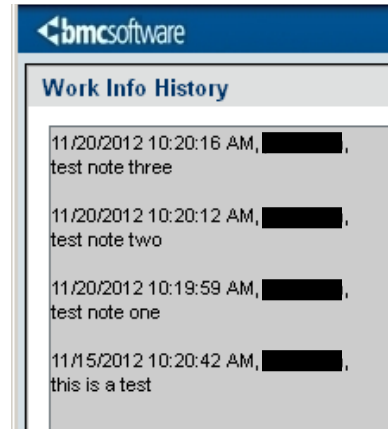 bmcsoftware
Work Info History
11/20/2012 10:20:16 AM, ,
test note three
11/20/2012 10:20:12 AM, ,
test note two
11/20/2012 10:19:59 AM, ,
test note one
11/15/2012 10:20:42 AM, ,
this is a test